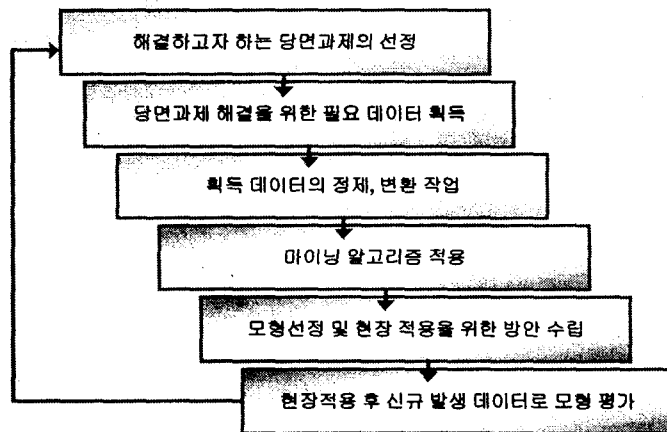 해결하고자 하는 당면과제의 선정
당면과제 해결을 위한 필요 데이터 획득
획득 데이터의 정제, 변환 작업
마이닝 알고리즘 적용
모형선정 및 현장 적용을 위한 방안 수립
현장적용 후 신규 발생 데이터로 모형 평가